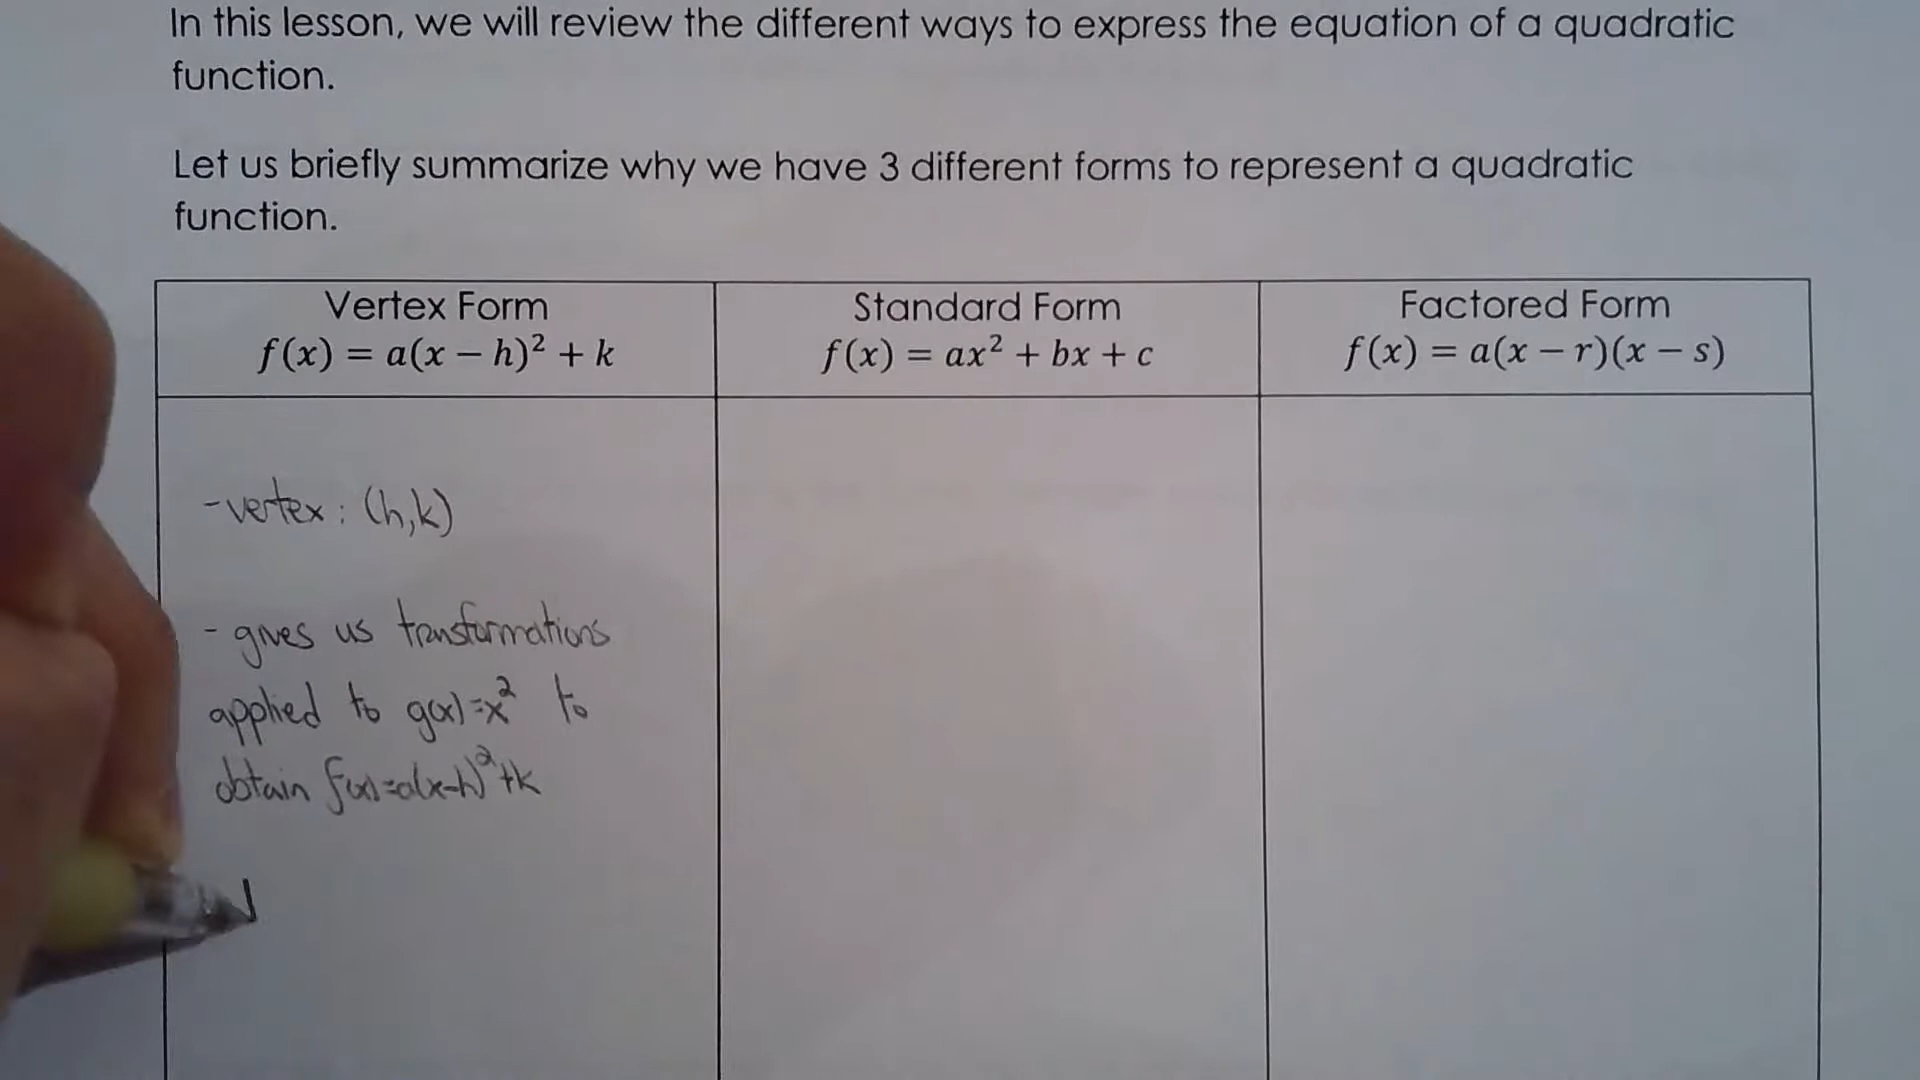 In this lesson, we will review the different ways to express the equation of a quadratic
function.
Let us briefly summarize why we have 3 different forms to represent a quadratic
function.
Vertex Form
f(x) = a(x − h)² + k
Standard Form
f(x) = ax² + bx + c
Factored Form
f(x) = a(x − r)(x − s)
- vertex : (h,k)
- gives us transformations
applied to g(x)=x² to
obtain f(x)=a(x-h)²+k